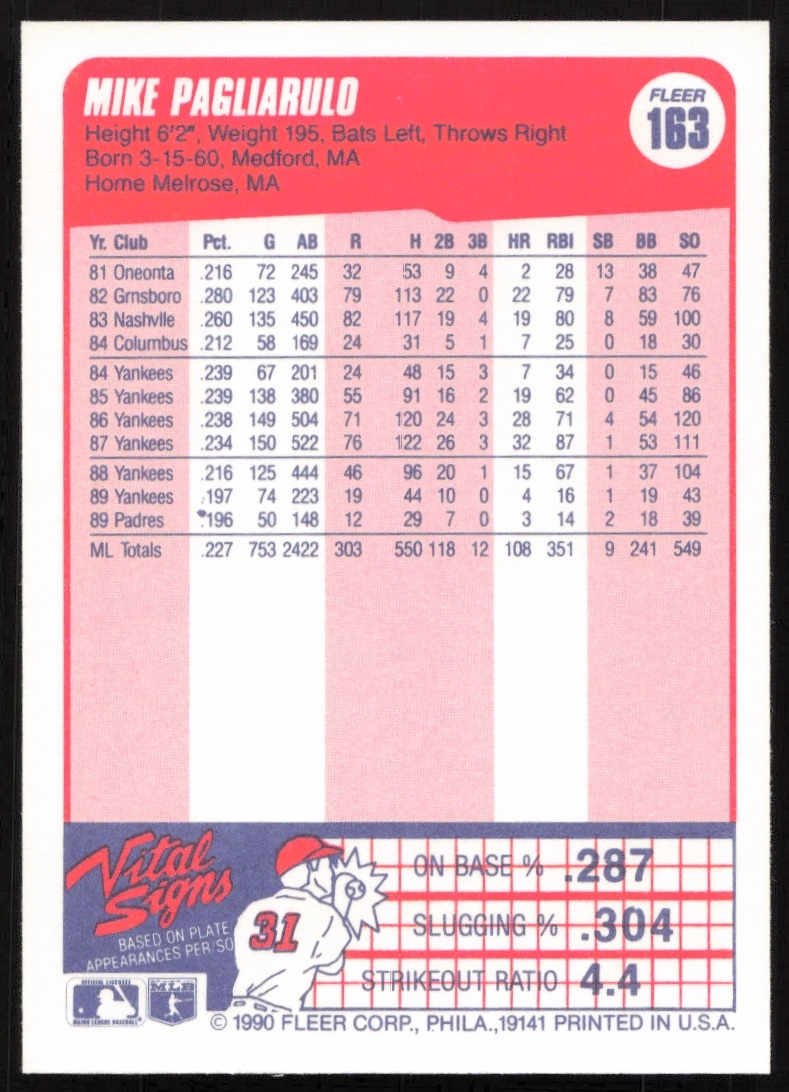 MIKE PAGLIARULO
FLEER
163
Height 6'2", Weight 195, Bats Left, Throws Right
Born 3-15-60, Medford, MA
Home Melrose, MA
Yr. Club Pct. G AB R H 2B 3B HR RBI SB BB SO
81 Oneonta .216 72 245 32 53 9 4 2 28 13 38 47
82 Grnsboro .280 123 403 79 113 22 0 22 79 7 83 76
83 Nashvlle .260 135 450 82 117 19 4 19 80 8 59 100
84 Columbus .212 58 169 24 31 5 1 7 25 0 18 30
84 Yankees .239 67 201 24 48 15 3 7 34 0 15 46
85 Yankees .239 138 380 55 91 16 2 19 62 0 45 86
86 Yankees .238 149 504 71 120 24 3 28 71 4 54 120
87 Yankees .234 150 522 76 122 26 3 32 87 1 53 111
88 Yankees .216 125 444 46 96 20 1 15 67 1 37 104
89 Yankees .197 74 223 19 44 10 0 4 16 1 19 43
89 Padres .196 50 148 12 29 7 0 3 14 2 18 39
ML Totals .227 753 2422 303 550 118 12 108 351 9 241 549
Vital Signs
BASED ON PLATE
APPEARANCES PER/SO
31
ON BASE % .287
SLUGGING % .304
STRIKEOUT RATIO 4.4
OFFICIAL LICENSEE
MAJOR LEAGUE BASEBALL
MLB
© 1990 FLEER CORP., PHILA.,19141 PRINTED IN U.S.A.